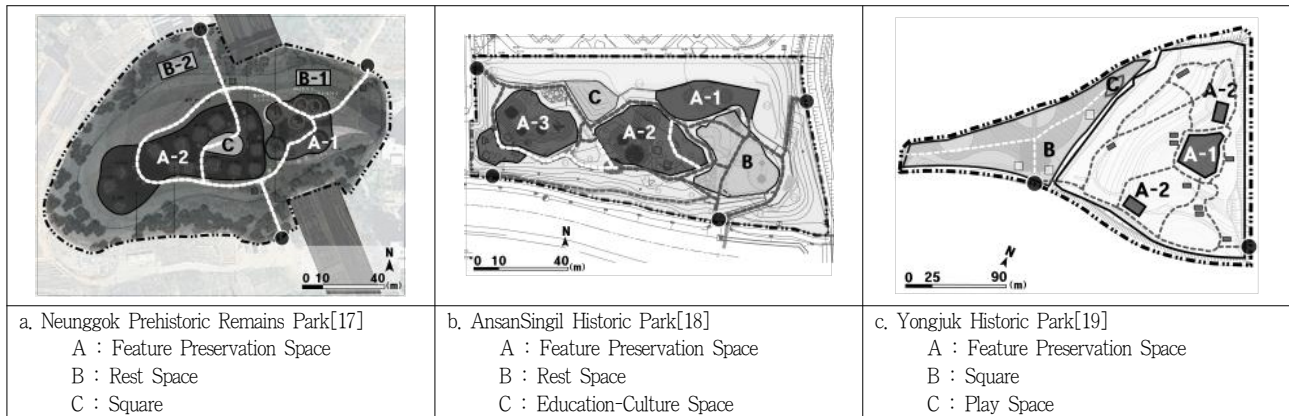 B-2
B-1
A-1
A-2
C
N
0 10 40(m)
A-3
C
A-2
A-1
B
N
0 10 40(m)
C
A-2
A-1
B
A-2
N
0 25 90(m)
a. Neunggok Prehistoric Remains Park[17]
A : Feature Preservation Space
B : Rest Space
C : Square
b. AnsanSingil Historic Park[18]
A : Feature Preservation Space
B : Rest Space
C : Education-Culture Space
c. Yongjuk Historic Park[19]
A : Feature Preservation Space
B : Square
C : Play Space